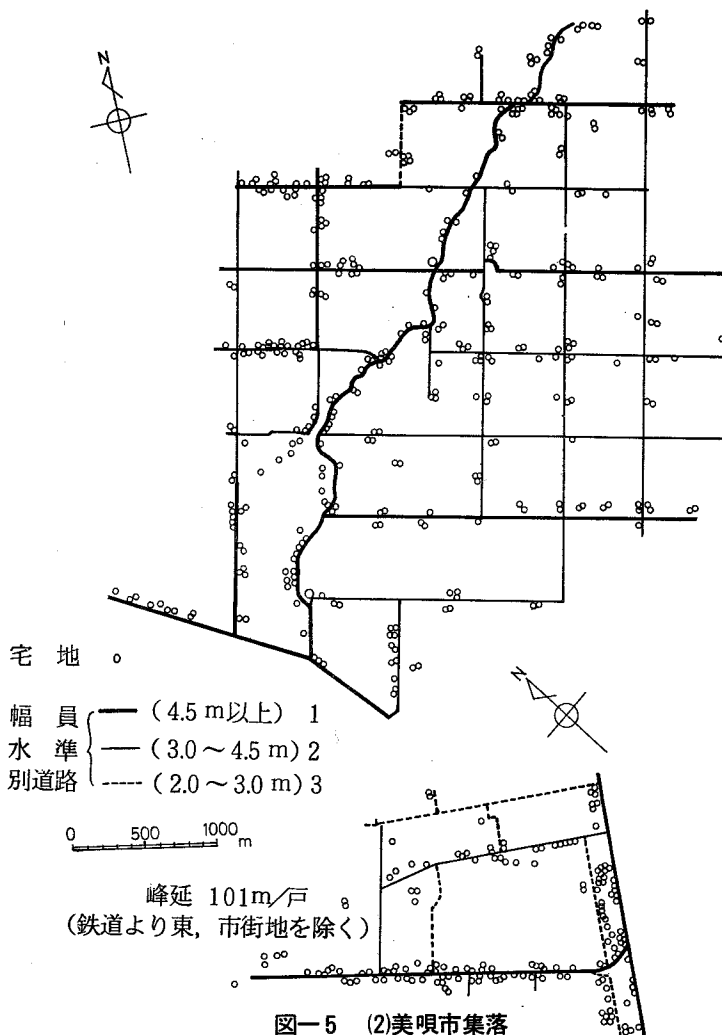 N
宅 地 ○
幅 員 (4.5m以上) 1
水 準 (3.0～4.5m) 2
別道路 (2.0～3.0m) 3
0 500 1000 m
N
峰延 101m/戸
(鉄道より東, 市街地を除く)
図－5 (2)美唄市集落